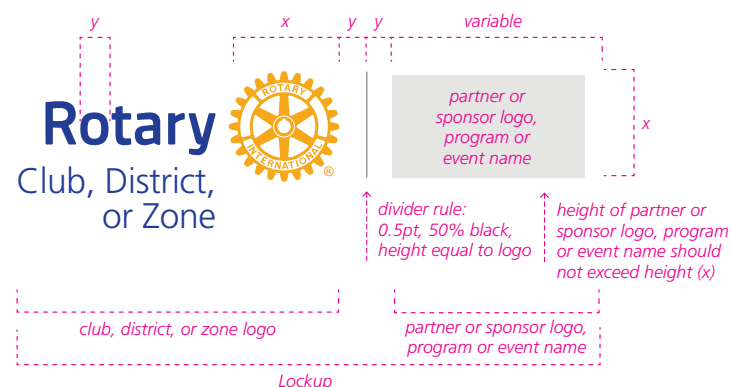 y
x
y
y
variable
Rotary
Club, District,
or Zone
ROTARY
INTERNATIONAL
®
partner or
sponsor logo,
program or
event name
x
divider rule:
0.5pt, 50% black,
height equal to logo
height of partner or
sponsor logo, program
or event name should
not exceed height (x)
club, district, or zone logo
partner or sponsor logo,
program or event name
Lockup